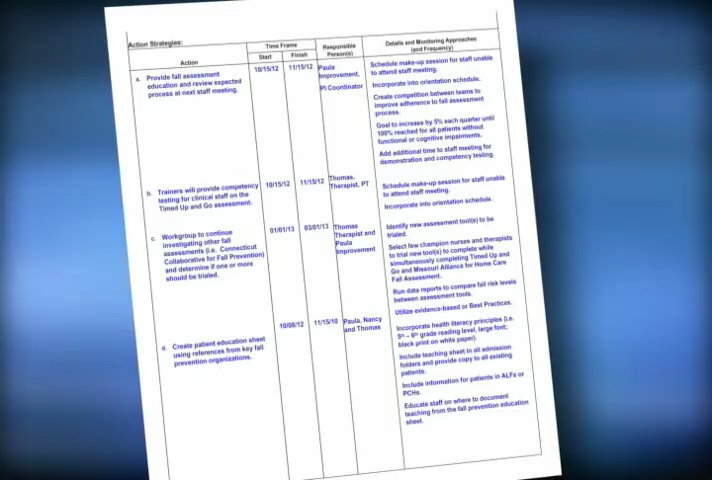 Action Strategies:
Action
Time Frame
Start
Finish
Responsible
Person(s)
Details and Monitoring Approaches
(and Frequency)
a. Provide fall assessment
education and review expected
process at next staff meeting.
10/15/12
11/15/12
Paula
Improvement,
PI Coordinator
Schedule make-up session for staff unable
to attend staff meeting.
Incorporate into orientation schedule.
Create competition between teams to
improve adherence to fall assessment
process.
Goal to increase by 5% each quarter until
100% reached for all patients without
functional or cognitive impairments.
Add additional time to staff meeting for
demonstration and competency testing.
b. Trainers will provide competency
testing for clinical staff on the
Timed Up and Go assessment.
10/15/12
11/15/12
Thomas,
Therapist, PT
Schedule make-up session for staff unable
to attend staff meeting.
Incorporate into orientation schedule.
c. Workgroup to continue
investigating other fall
assessments (i.e. Connecticut
Collaborative for Fall Prevention)
and determine if one or more
should be trialed.
01/01/13
03/01/13
Thomas
Therapist and
Paula
Improvement
Identify new assessment tool(s) to be
trialed.
Select few champion nurses and therapists
to trial new tool(s) to complete while
simultaneously completing Timed Up and
Go and Missouri Alliance for Home Care
Fall Assessment.
Run data reports to compare fall risk levels
between assessment tools.
Utilize evidence-based or Best Practices.
d. Create patient education sheet
using references from key fall
prevention organizations.
10/08/12
11/15/10
Paula, Nancy
and Thomas
Incorporate health literacy principles (i.e.
5th – 6th grade reading level, large font;
black print on white paper).
Include teaching sheet in all admission
folders and provide copy to all existing
patients.
Include information for patients in ALFs or
PCHs.
Educate staff on where to document
teaching from the fall prevention education
sheet.